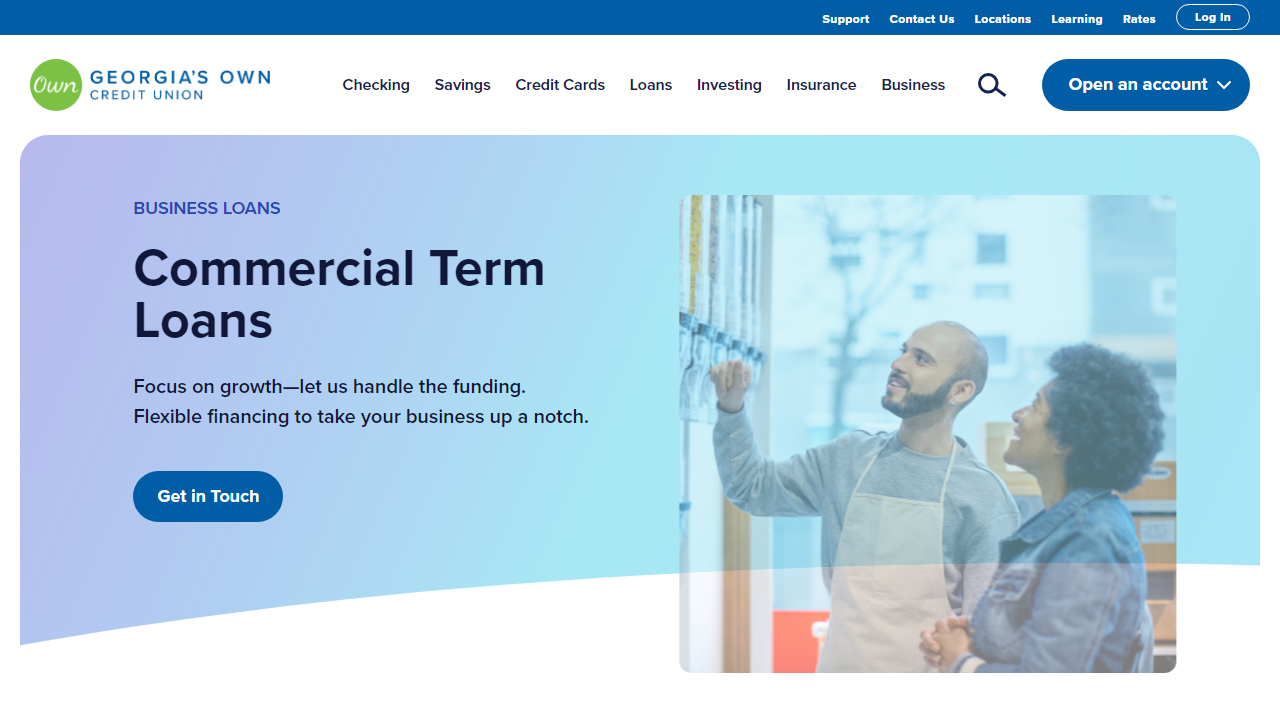 Support Contact Us Locations Learning Rates Log In
Own GEORGIA'S OWN
CREDIT UNION
Checking Savings Credit Cards Loans Investing Insurance Business Open an account
BUSINESS LOANS
Commercial Term
Loans
Focus on growth—let us handle the funding.
Flexible financing to take your business up a notch.
Get in Touch